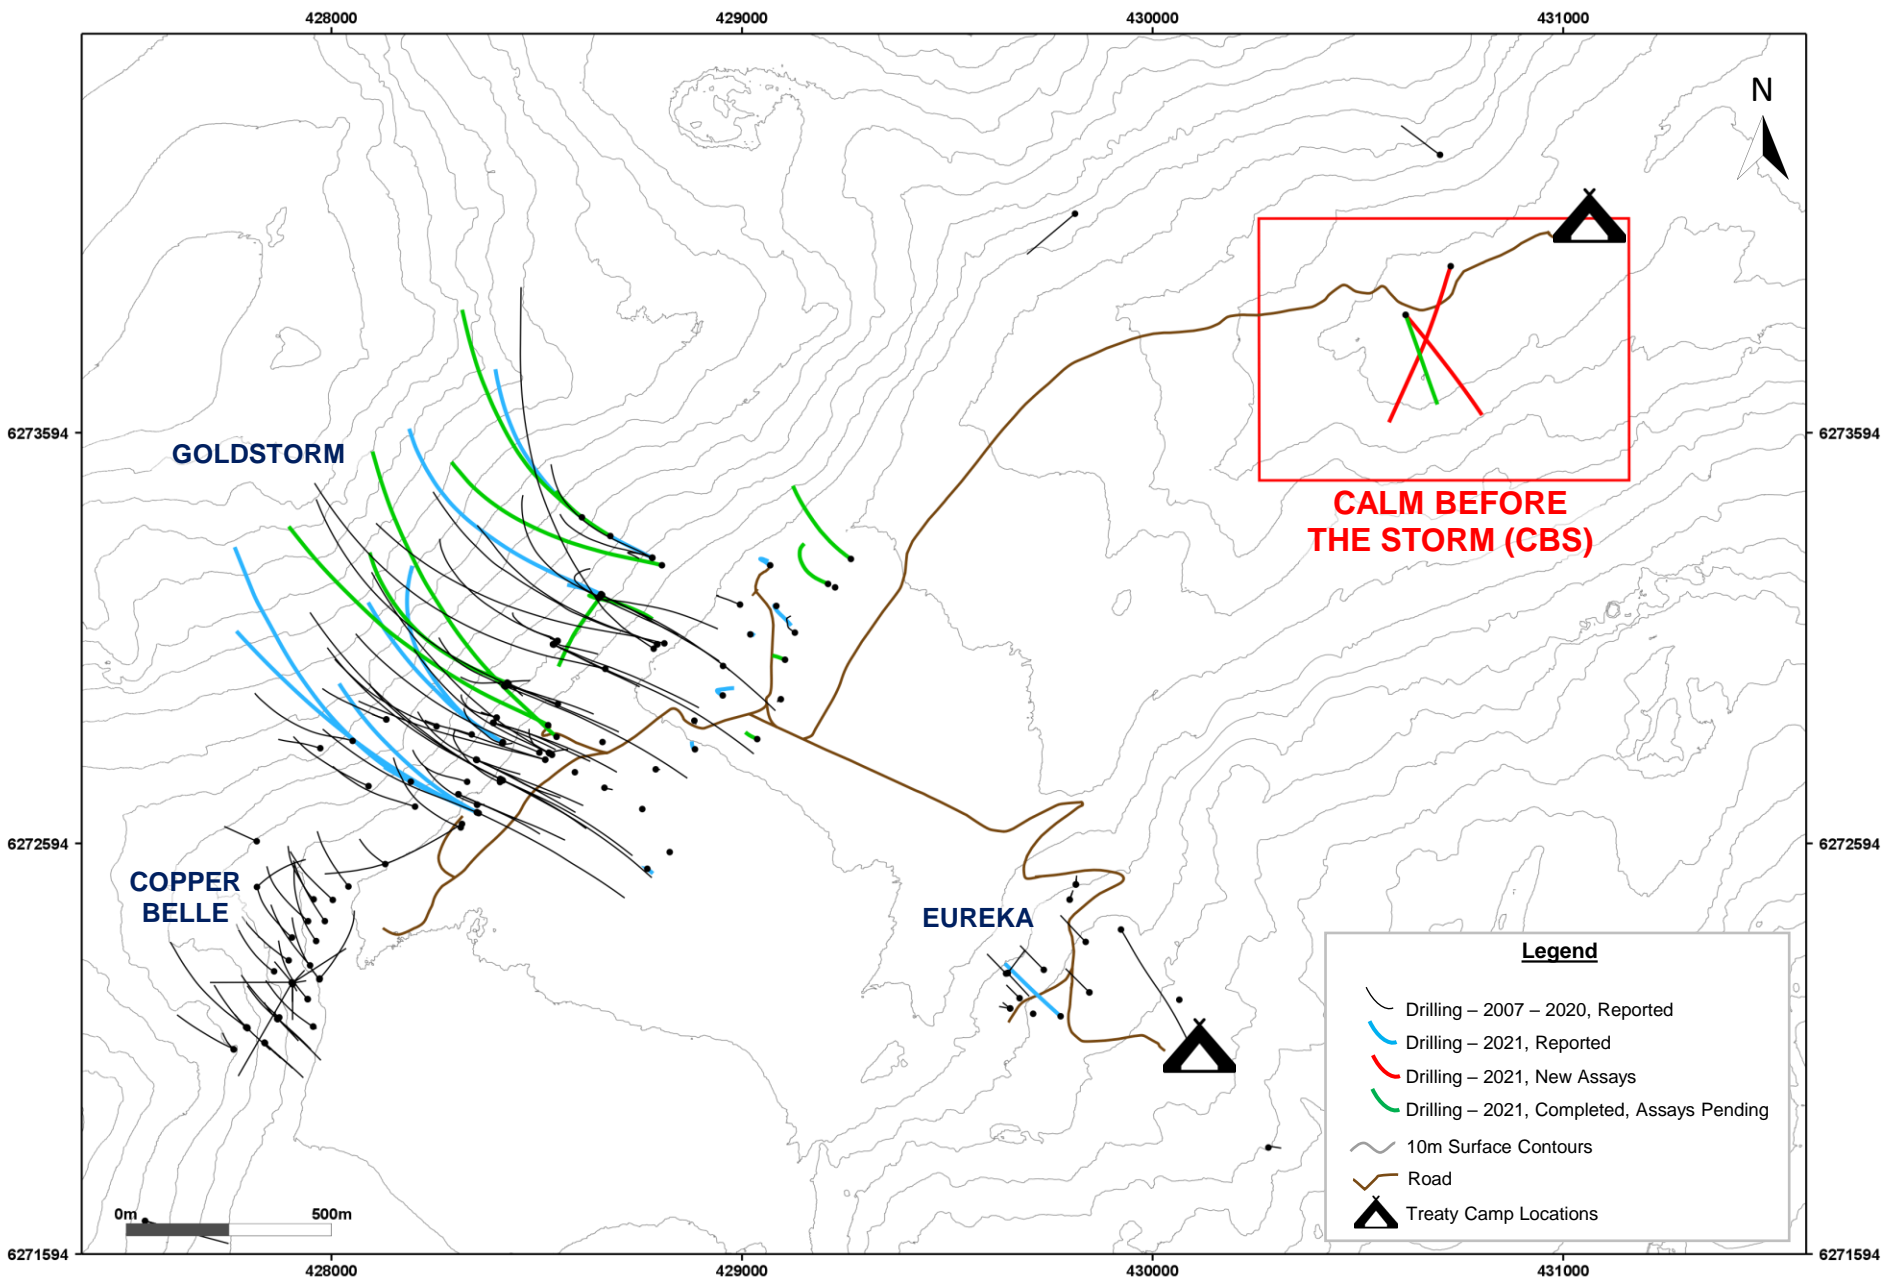 428000
429000
430000
431000
N
6273594
6273594
GOLDSTORM
CALM BEFORE
THE STORM (CBS)
6272594
6272594
COPPER
BELLE
EUREKA
Legend
Drilling – 2007 – 2020, Reported
Drilling – 2021, Reported
Drilling – 2021, New Assays
Drilling – 2021, Completed, Assays Pending
10m Surface Contours
Road
Treaty Camp Locations
0m
500m
6271594
6271594
428000
429000
430000
431000